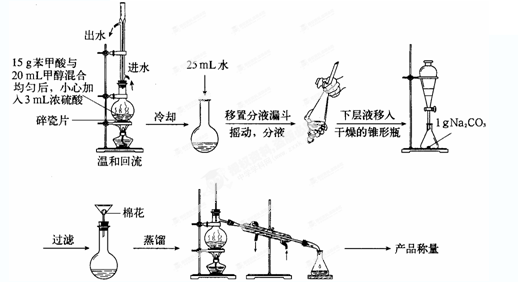 出水
15 g苯甲酸与
20 mL甲醇混合
均匀后，小心加
入3 mL浓硫酸
进水
碎瓷片
温和回流
冷却
25 mL 水
移置分液漏斗
摇动，分液
下层液移入
干燥的锥形瓶
1 g Na₂CO₃
过滤
棉花
蒸馏
产品称量